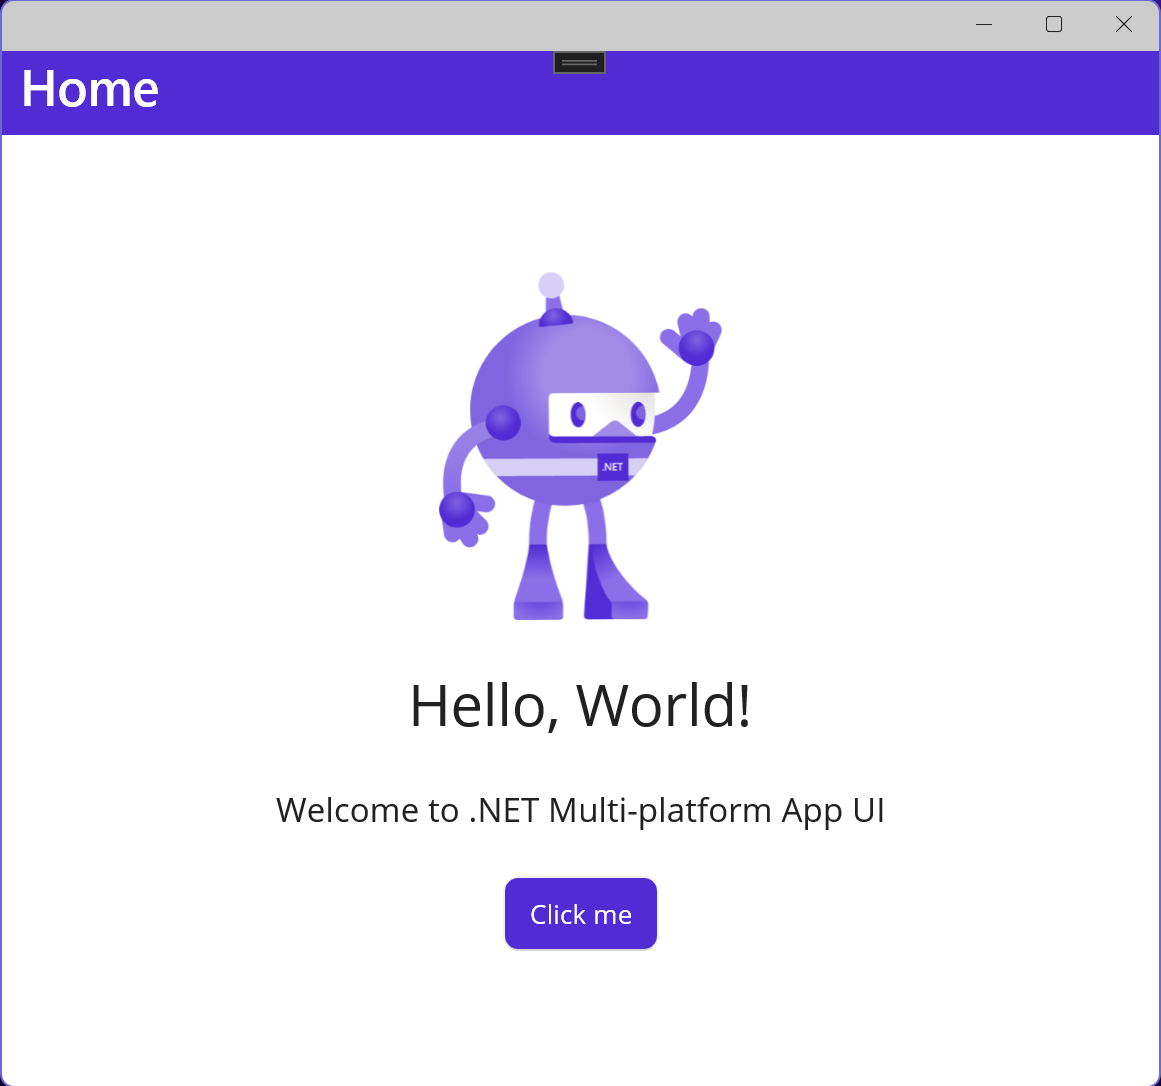 Home
.NET
Hello, World!
Welcome to .NET Multi-platform App UI
Click me